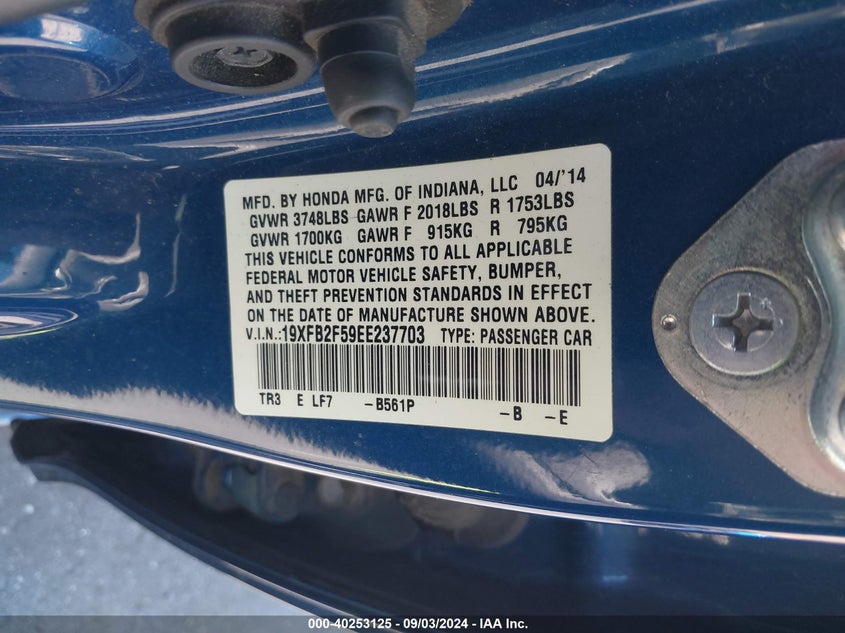 MFD. BY HONDA MFG. OF INDIANA, LLC 04/'14
GVWR 3748LBS GAWR F 2018LBS R 1753LBS
GVWR 1700KG GAWR F 915KG R 795KG
THIS VEHICLE CONFORMS TO ALL APPLICABLE
FEDERAL MOTOR VEHICLE SAFETY, BUMPER,
AND THEFT PREVENTION STANDARDS IN EFFECT
ON THE DATE OF MANUFACTURE SHOWN ABOVE.
V.I.N.:19XFB2F59EE237703 TYPE: PASSENGER CAR
TR3 E LF7 -B561P -B -E
000-40253125 - 09/03/2024 - IAA Inc.